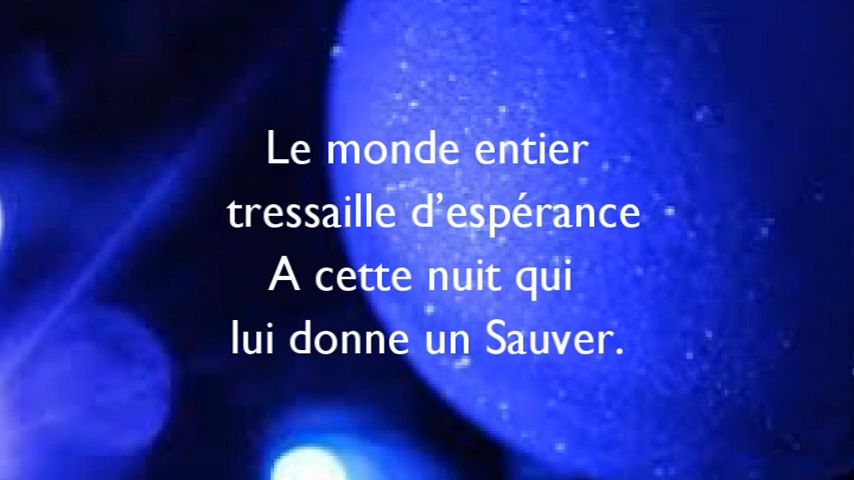 Le monde entier
tressaille d’espérance
A cette nuit qui
lui donne un Sauver.